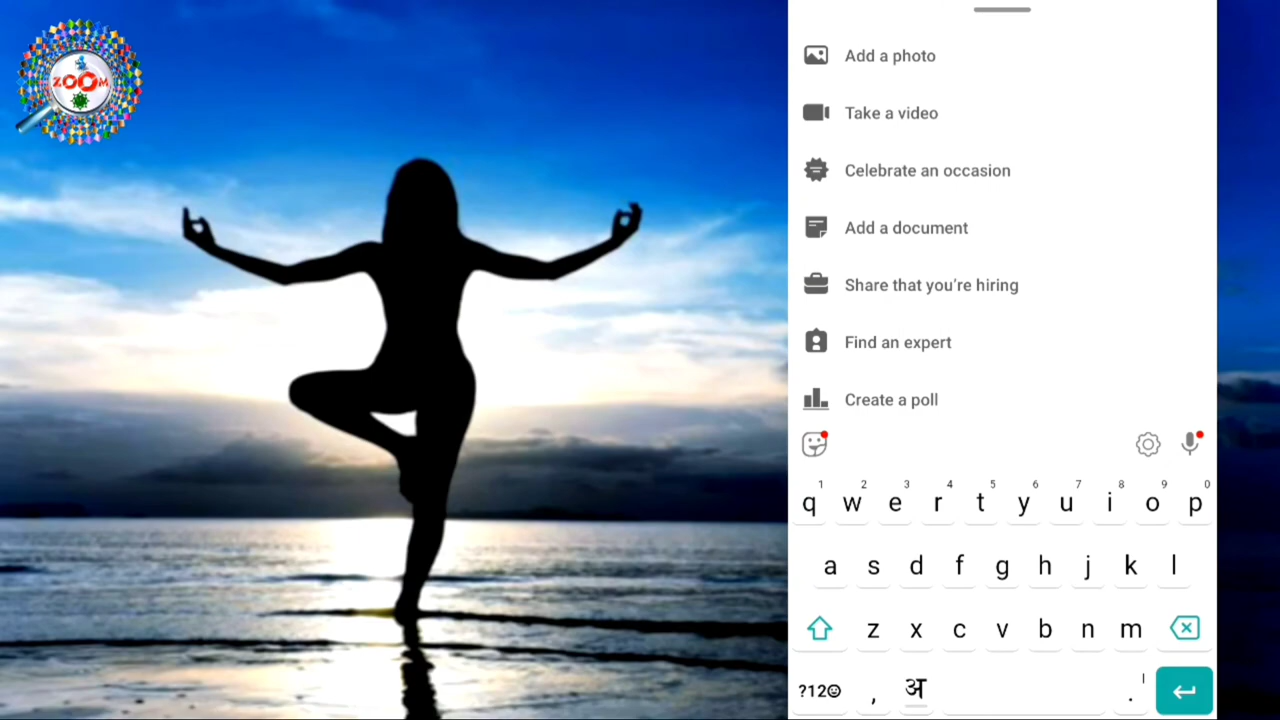 ZOOM
Add a photo
Take a video
Celebrate an occasion
Add a document
Share that you're hiring
Find an expert
Create a poll
1 2 3 4 5 6 7 8 9 0
q w e r t y u i o p
a s d f g h j k l
z x c v b n m
?12☺ , अ . |